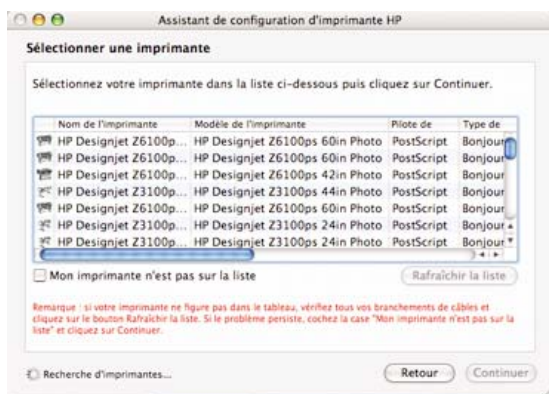 Assistant de configuration d'imprimante HP
Sélectionner une imprimante
Sélectionnez votre imprimante dans la liste ci-dessous puis cliquez sur Continuer.
Nom de l'imprimante Modèle de l'imprimante Pilote de Type de
HP Designjet Z6100p... HP Designjet Z6100ps 60in Photo PostScript Bonjour
HP Designjet Z6100p... HP Designjet Z6100ps 60in Photo PostScript Bonjour
HP Designjet Z6100p... HP Designjet Z6100ps 42in Photo PostScript Bonjour
HP Designjet Z3100p... HP Designjet Z3100ps 44in Photo PostScript Bonjour
HP Designjet Z6100p... HP Designjet Z6100ps 60in Photo PostScript Bonjour
HP Designjet Z3100p... HP Designjet Z3100ps 24in Photo PostScript Bonjour
HP Designjet Z3100p... HP Designjet Z3100ps 24in Photo PostScript Bonjour
Mon imprimante n'est pas sur la liste Rafraîchir la liste
Remarque : si votre imprimante ne figure pas dans le tableau, vérifiez tous vos branchements de câbles et
cliquez sur le bouton Rafraîchir la liste. Si le problème persiste, cochez la case "Mon imprimante n'est pas sur la
liste" et cliquez sur Continuer.
Recherche d'imprimantes... Retour Continuer